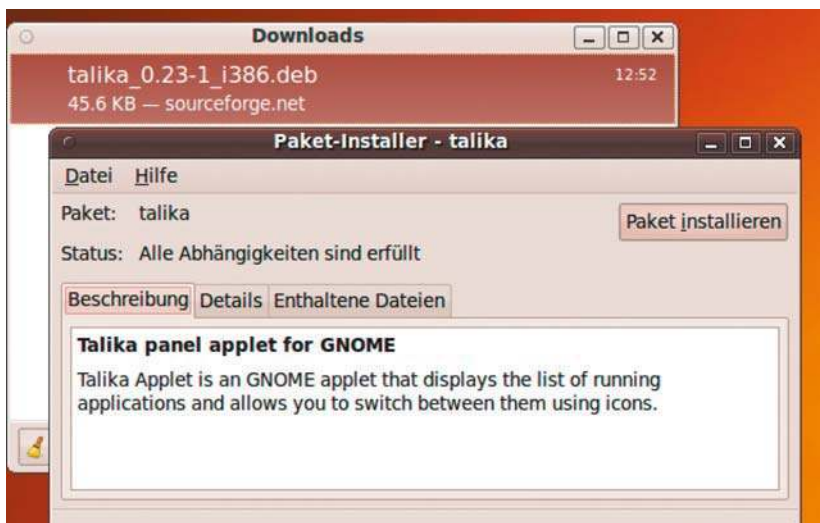 Downloads
talika_0.23-1_i386.deb
12:52
45.6 KB — sourceforge.net
Paket-Installer - talika
Datei Hilfe
Paket: talika
Paket installieren
Status: Alle Abhängigkeiten sind erfüllt
Beschreibung Details Enthaltene Dateien
Talika panel applet for GNOME
Talika Applet is an GNOME applet that displays the list of running
applications and allows you to switch between them using icons.